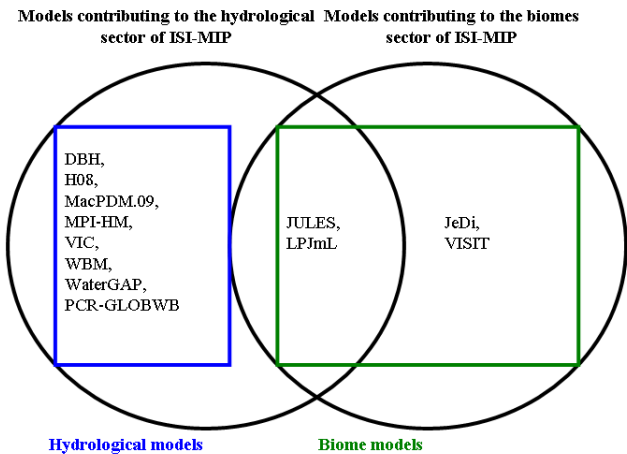 Models contributing to the hydrological
sector of ISI-MIP
Models contributing to the biomes
sector of ISI-MIP
DBH,
H08,
MacPDM.09,
MPI-HM,
VIC,
WBM,
WaterGAP,
PCR-GLOBWB
JULES,
LPJmL
JeDi,
VISIT
Hydrological models
Biome models